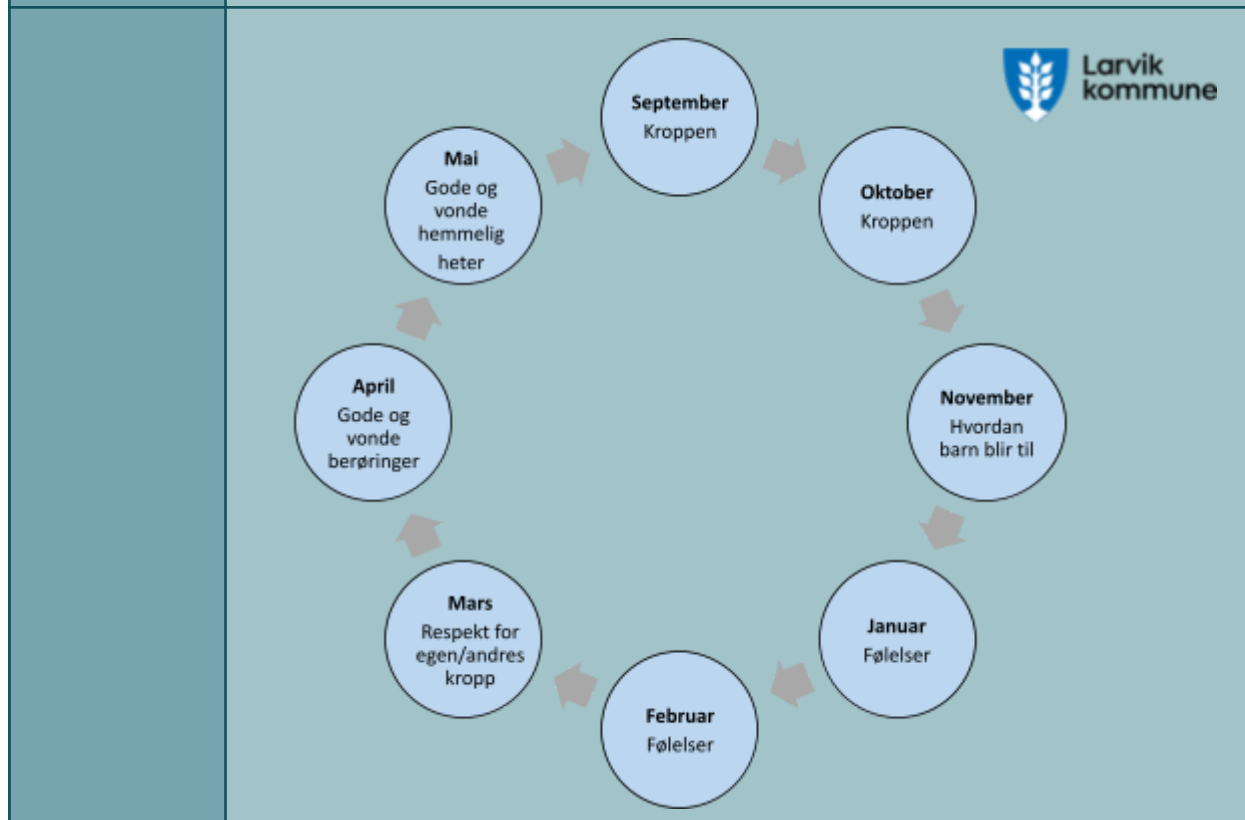 Larvik
kommune
September
Kroppen
Oktober
Kroppen
November
Hvordan
barn blir til
Januar
Følelser
Februar
Følelser
Mars
Respekt for
egen/andres
kropp
April
Gode og
vonde
berøringer
Mai
Gode og
vonde
hemmelig
heter